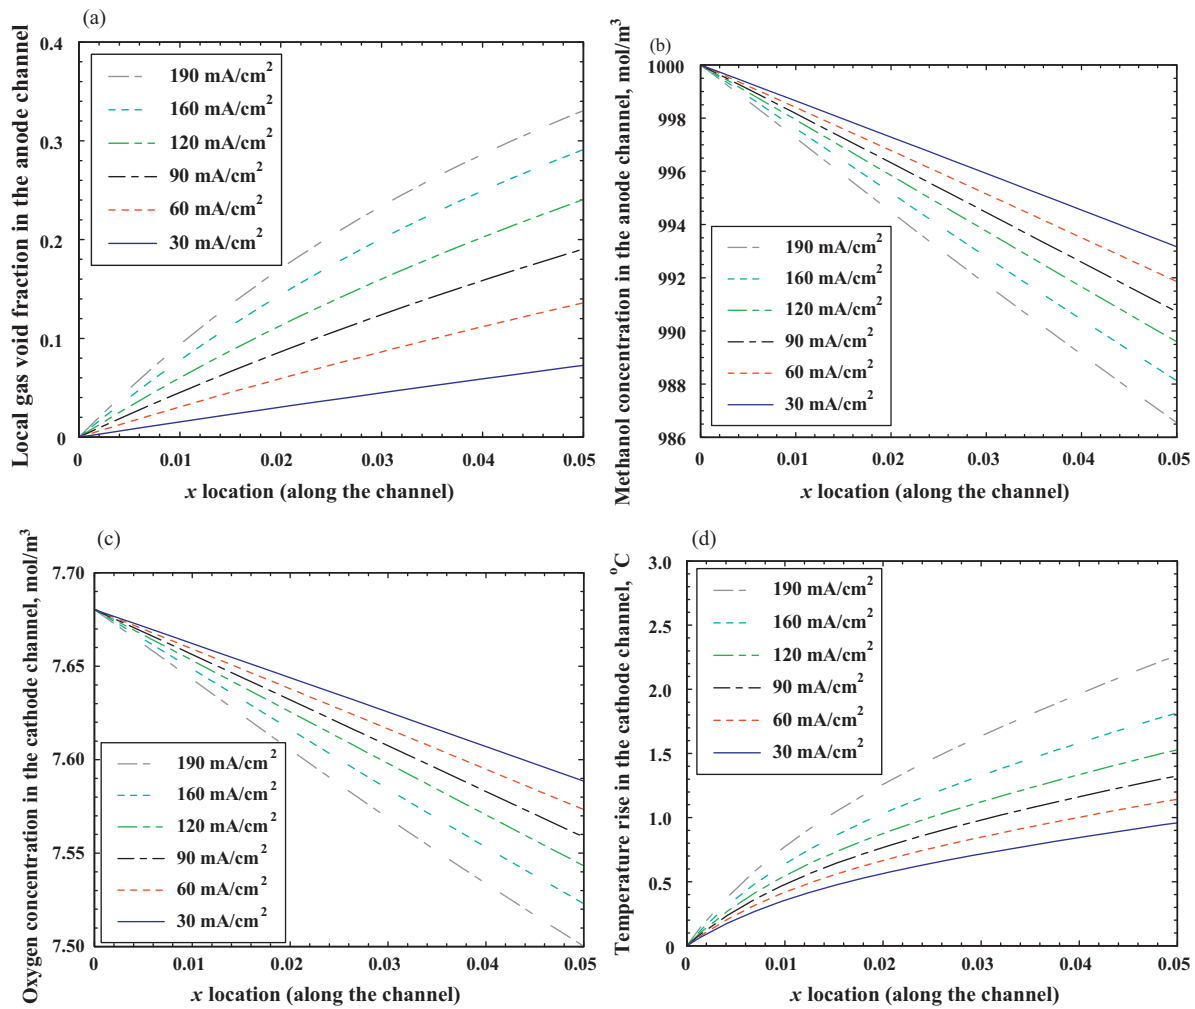 (a)
Local gas void fraction in the anode channel
0.4
0.3
0.2
0.1
0
190 mA/cm²
160 mA/cm²
120 mA/cm²
90 mA/cm²
60 mA/cm²
30 mA/cm²
0 0.01 0.02 0.03 0.04 0.05
x location (along the channel)
(b)
Methanol concentration in the anode channel, mol/m³
1000
998
996
994
992
990
988
986
190 mA/cm²
160 mA/cm²
120 mA/cm²
90 mA/cm²
60 mA/cm²
30 mA/cm²
0 0.01 0.02 0.03 0.04 0.05
x location (along the channel)
(c)
Oxygen concentration in the cathode channel, mol/m³
7.70
7.65
7.60
7.55
7.50
190 mA/cm²
160 mA/cm²
120 mA/cm²
90 mA/cm²
60 mA/cm²
30 mA/cm²
0 0.01 0.02 0.03 0.04 0.05
x location (along the channel)
(d)
Temperature rise in the cathode channel, °C
3.0
2.5
2.0
1.5
1.0
0.5
0
190 mA/cm²
160 mA/cm²
120 mA/cm²
90 mA/cm²
60 mA/cm²
30 mA/cm²
0 0.01 0.02 0.03 0.04 0.05
x location (along the channel)